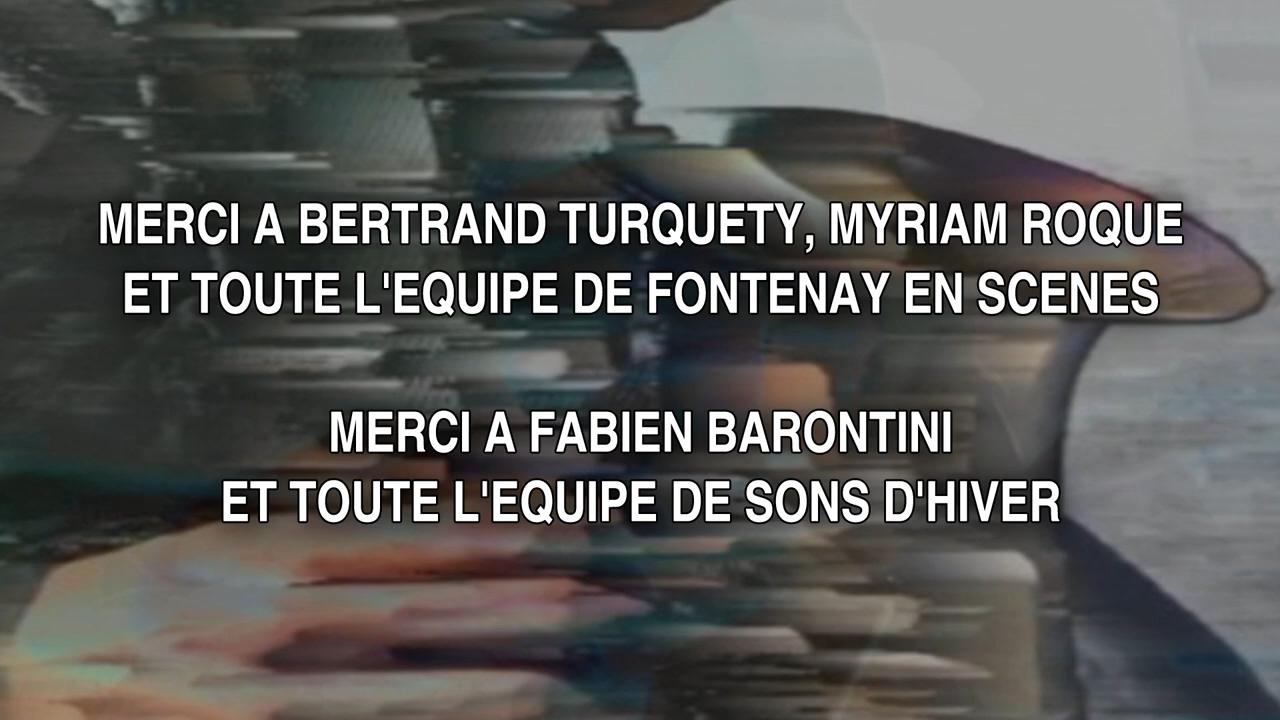 MERCI A BERTRAND TURQUETY, MYRIAM ROQUE
ET TOUTE L'EQUIPE DE FONTENAY EN SCENES
MERCI A FABIEN BARONTINI
ET TOUTE L'EQUIPE DE SONS D'HIVER